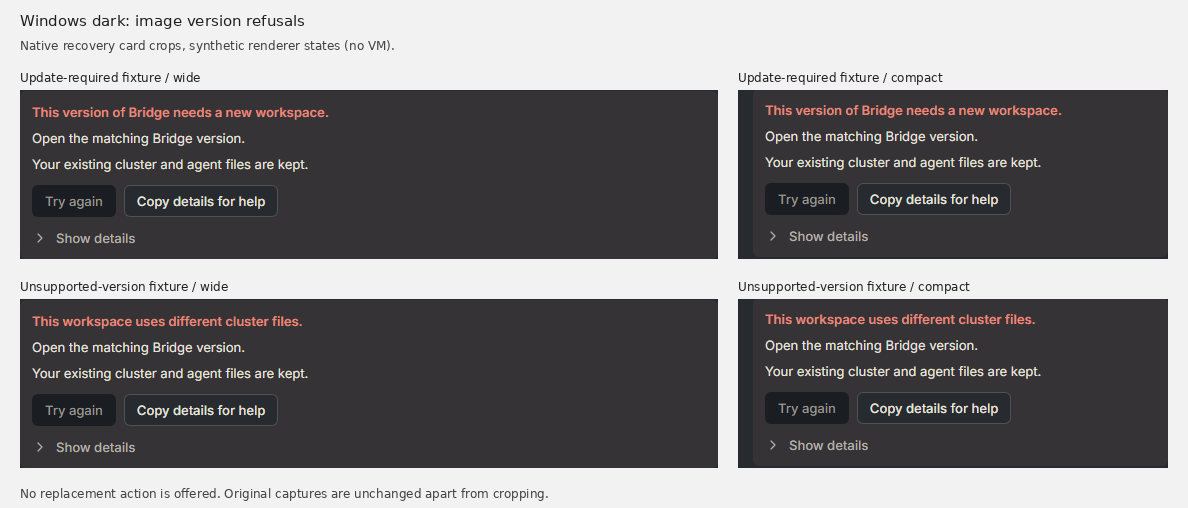 Windows dark: image version refusals
Native recovery card crops, synthetic renderer states (no VM).
Update-required fixture / wide
This version of Bridge needs a new workspace.
Open the matching Bridge version.
Your existing cluster and agent files are kept.
Try again
Copy details for help
Show details
Update-required fixture / compact
This version of Bridge needs a new workspace.
Open the matching Bridge version.
Your existing cluster and agent files are kept.
Try again
Copy details for help
Show details
Unsupported-version fixture / wide
This workspace uses different cluster files.
Open the matching Bridge version.
Your existing cluster and agent files are kept.
Try again
Copy details for help
Show details
Unsupported-version fixture / compact
This workspace uses different cluster files.
Open the matching Bridge version.
Your existing cluster and agent files are kept.
Try again
Copy details for help
Show details
No replacement action is offered. Original captures are unchanged apart from cropping.